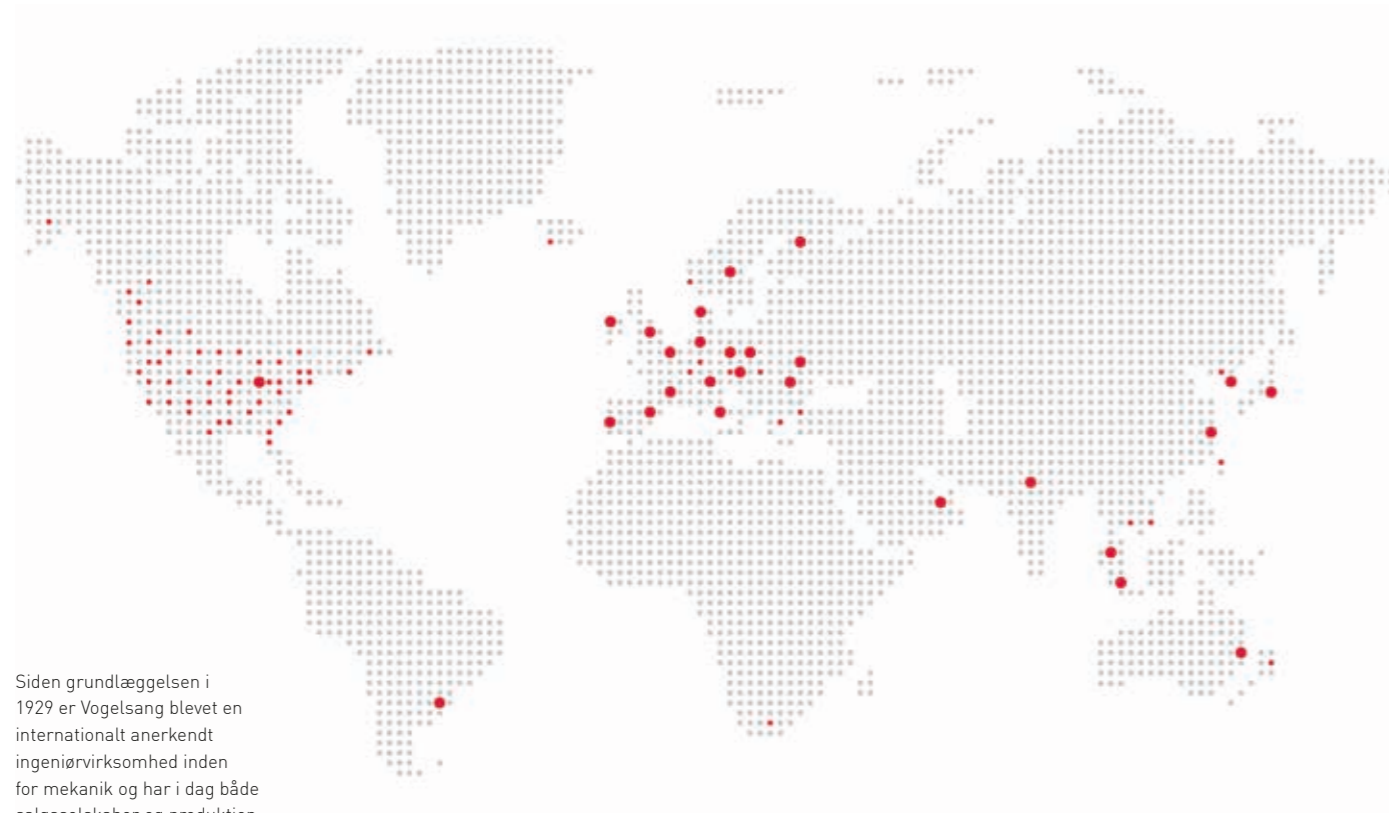 Siden grundlæggelsen i
1929 er Vogelsang blevet en
internationalt anerkendt
ingeniørvirksomhed inden
for mekanik og har i dag både